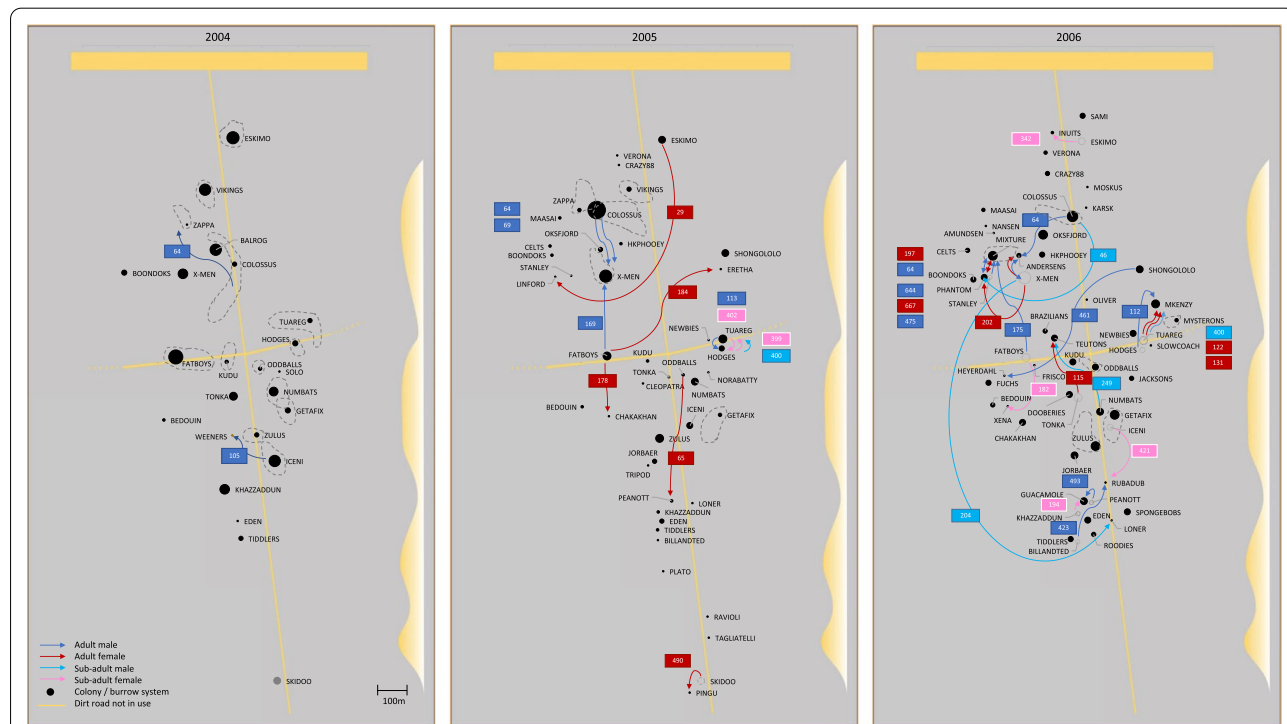 2004
ESKIMO
VIKINGS
ZAPPA
BALROG
64
COLOSSUS
BOONDOKS
X-MEN
TUAREG
HODGES
FATBOYS
KUDU
ODDBALLS
SOLO
TONKA
NUMBATS
GETAFIX
BEDOUIN
WEENERS
ZULUS
105
ICENI
KHAZZADDUN
EDEN
TIDDLERS
SKIDOO
Adult male
Adult female
Sub-adult male
Sub-adult female
Colony / burrow system
Dirt road not in use
100m
2005
ESKIMO
VERONA
CRAZY88
VIKINGS
ZAPPA
64
COLOSSUS
29
MAASAI
69
OKSFJORD
CELTS
HKPHOOEY
BOONDOKS
SHONGOLOLO
STANLEY
ERETHA
X-MEN
LINFORD
184
113
402
169
NEWBIES
TUAREG
399
FATBOYS
HODGES
400
KUDU
ODDBALLS
TONKA
NORABATTY
178
CLEOPATRA
NUMBATS
BEDOUIN
ICENI
GETAFIX
CHAKAKHAN
ZULUS
JORBAER
65
TRIPOD
PEANOTT
LONER
KHAZZADDUN
EDEN
TIDDLERS
BILLANDTED
PLATO
RAVIOLI
TAGLIATELLI
490
SKIDOO
PINGU
2006
SAMI
INUITS
342
ESKIMO
VERONA
CRAZY88
MOSKUS
COLOSSUS
MAASAI
KARSK
NANSEN
64
AMUNDSEN
OKSFJORD
MIXTURE
CELTS
197
HKPHOOEY
46
ANDERSENS
64
BOONDOKS
SHONGOLOLO
X-MEN
PHANTOM
644
STANLEY
OLIVER
MKENZY
667
112
BRAZILIANS
461
MYSTERONS
475
202
175
NEWBIES
TUAREG
400
TEUTONS
SLOWCOACH
122
FATBOYS
HODGES
KUDU
131
ODDBALLS
HEYERDAHL
FRISCO
115
JACKSONS
FUCHS
249
182
NUMBATS
BEDOUIN
DOOBERIES
GETAFIX
XENA
TONKA
ICENI
CHAKAKHAN
ZULUS
421
JORBAER
493
RUBADUB
GUACAMOLE
PEANOTT
194
KHAZZADDUN
EDEN
SPONGEBOBS
204
423
LONER
TIDDLERS
ROODIES
BILLANDTED